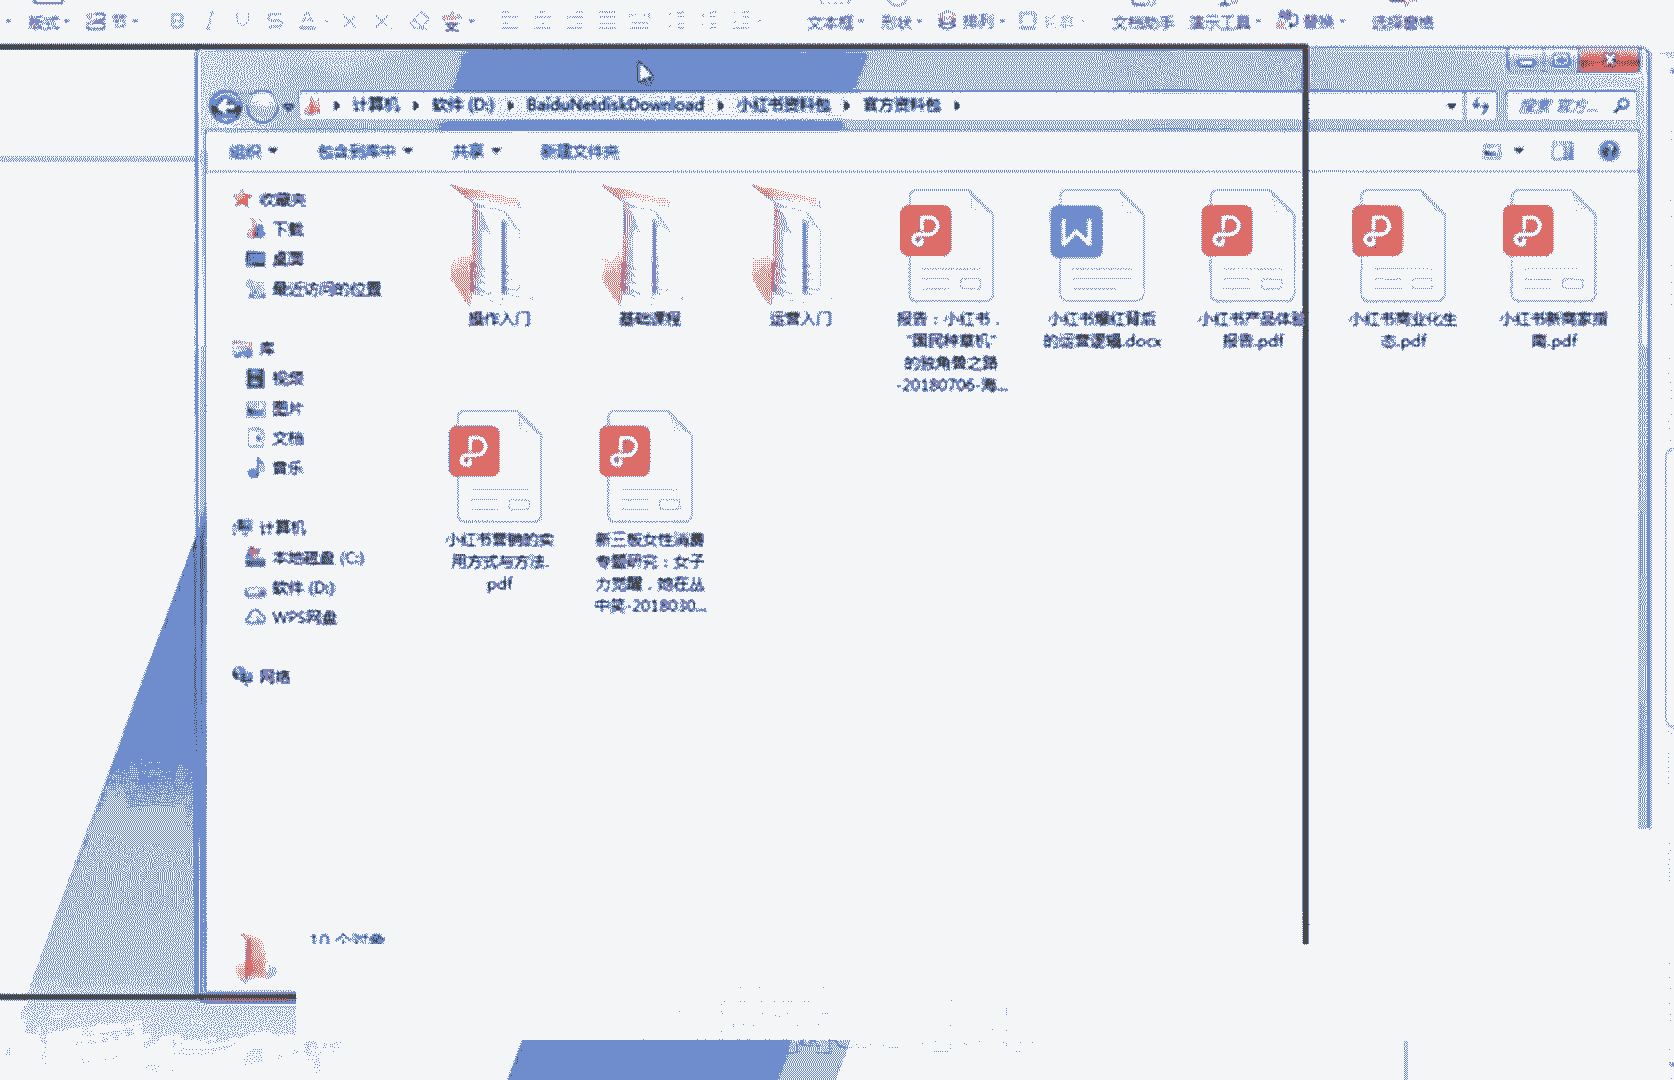 版式
B I U S A X X 变
文本框 形状 排列 文档助手 演示工具 替换 选择窗格
计算机 软件 (D:) BaiduNetdiskDownload 小红书资料包 官方资料包
搜索 官方...
组织 包含到库中 共享 新建文件夹
收藏夹
下载
桌面
最近访问的位置
库
视频
图片
文档
音乐
计算机
本地磁盘 (C:)
软件 (D:)
WPS网盘
网络
操作入门
基础课程
运营入门
报告：小红书，
“国民种草机”
的独角兽之路
-20180706-海...
小红书爆红背后
的运营逻辑.docx
小红书产品体验
报告.pdf
小红书商业化生
态.pdf
小红书新商家指
南.pdf
小红书营销的实
用方式与方法.
pdf
新三板女性消费
专题研究：女子
力觉醒，她在丛
中笑-2018030...
10 个对象